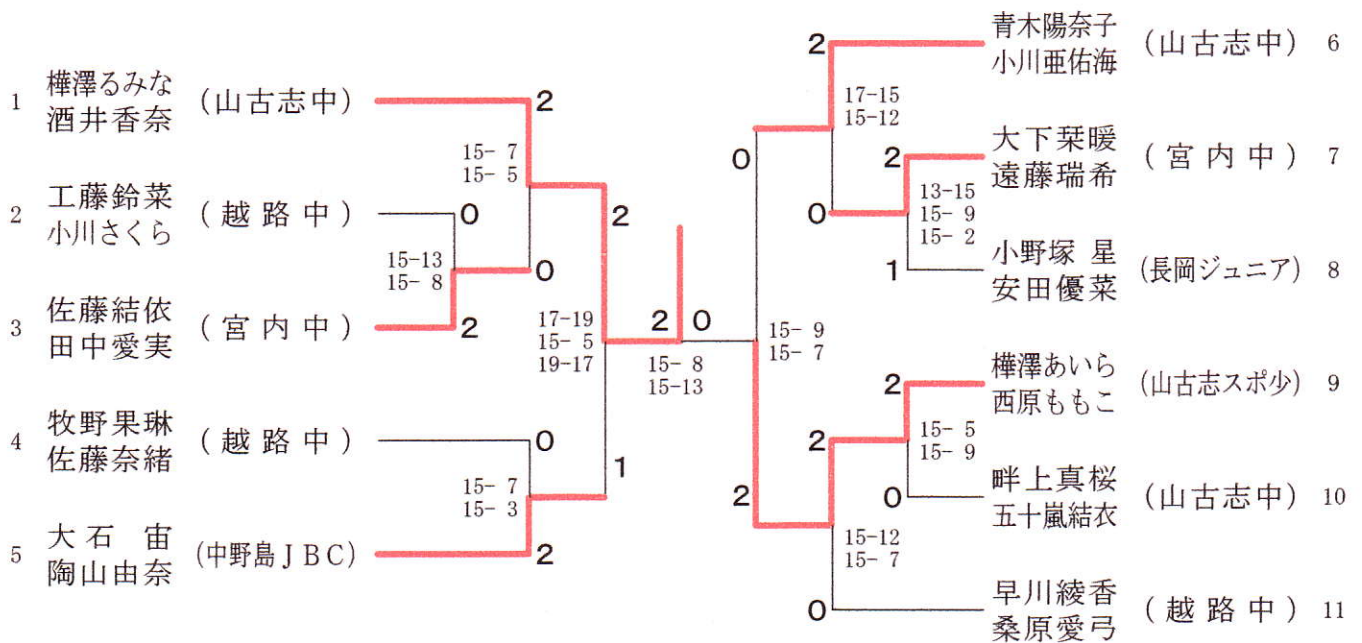 1 樺澤るみな
酒井香奈 (山古志中)
2
15- 7
15- 5
2 工藤鈴菜
小川さくら (越路中)
0
15-13
15- 8
0
3 佐藤結依
田中愛実 (宮内中)
2
2
17-19
15- 5
19-17
4 牧野果琳
佐藤奈緒 (越路中)
0
15- 7
15- 3
1
5 大石 宙
陶山由奈 (中野島JBC)
2
2 0
15- 8
15-13
2
青木陽奈子
小川亜佑海 (山古志中) 6
17-15
15-12
0
大下栞暖
遠藤瑞希 (宮内中) 7
2
13-15
15- 9
15- 2
0
1
小野塚 星
安田優菜 (長岡ジュニア) 8
15- 9
15- 7
2
樺澤あいら
西原ももこ (山古志スポ少) 9
2
15- 5
15- 9
0
畔上真桜
五十嵐結衣 (山古志中) 10
2
15-12
15- 7
0
早川綾香
桑原愛弓 (越路中) 11